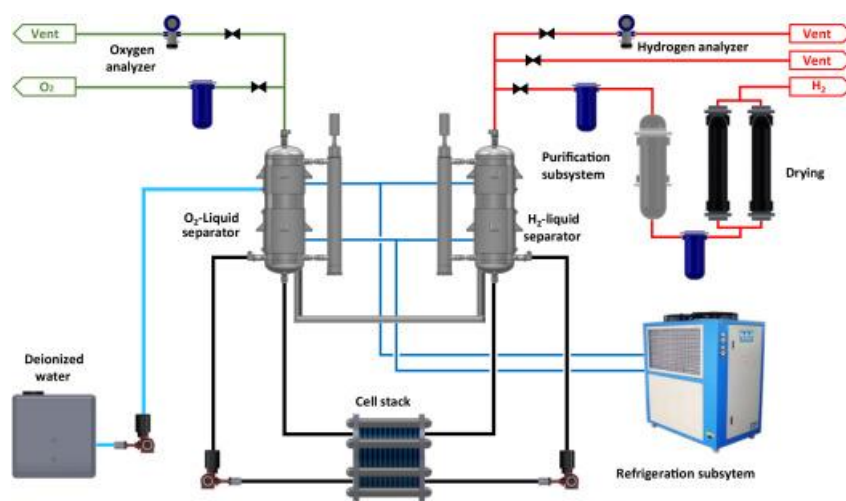 Vent
Oxygen
analyzer
O₂
Hydrogen analyzer
Vent
Vent
H₂
Purification
subsystem
Drying
O₂-Liquid
separator
H₂-liquid
separator
Deionized
water
Cell stack
Refrigeration subsytem